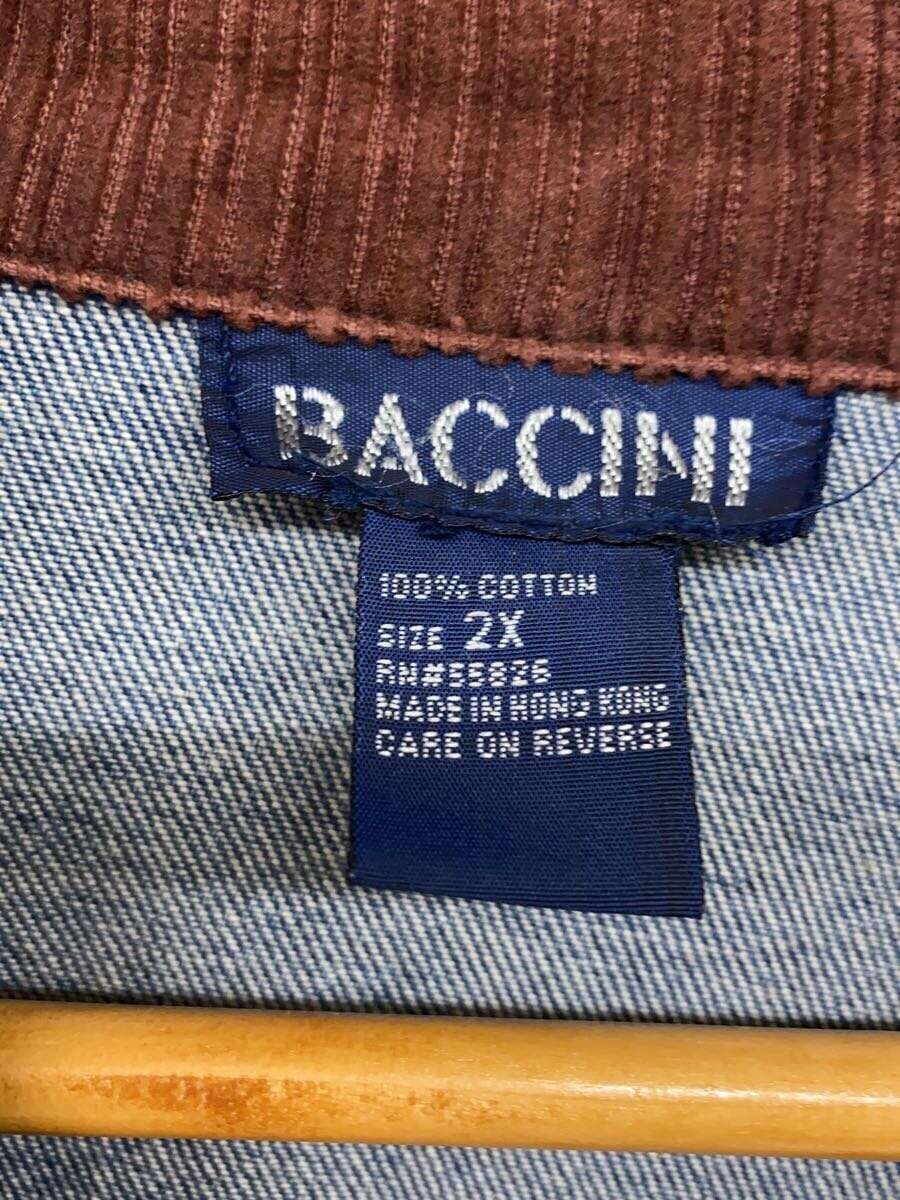 BACCINI
100% COTTON
SIZE 2X
RN#55826
MADE IN HONG KONG
CARE ON REVERSE